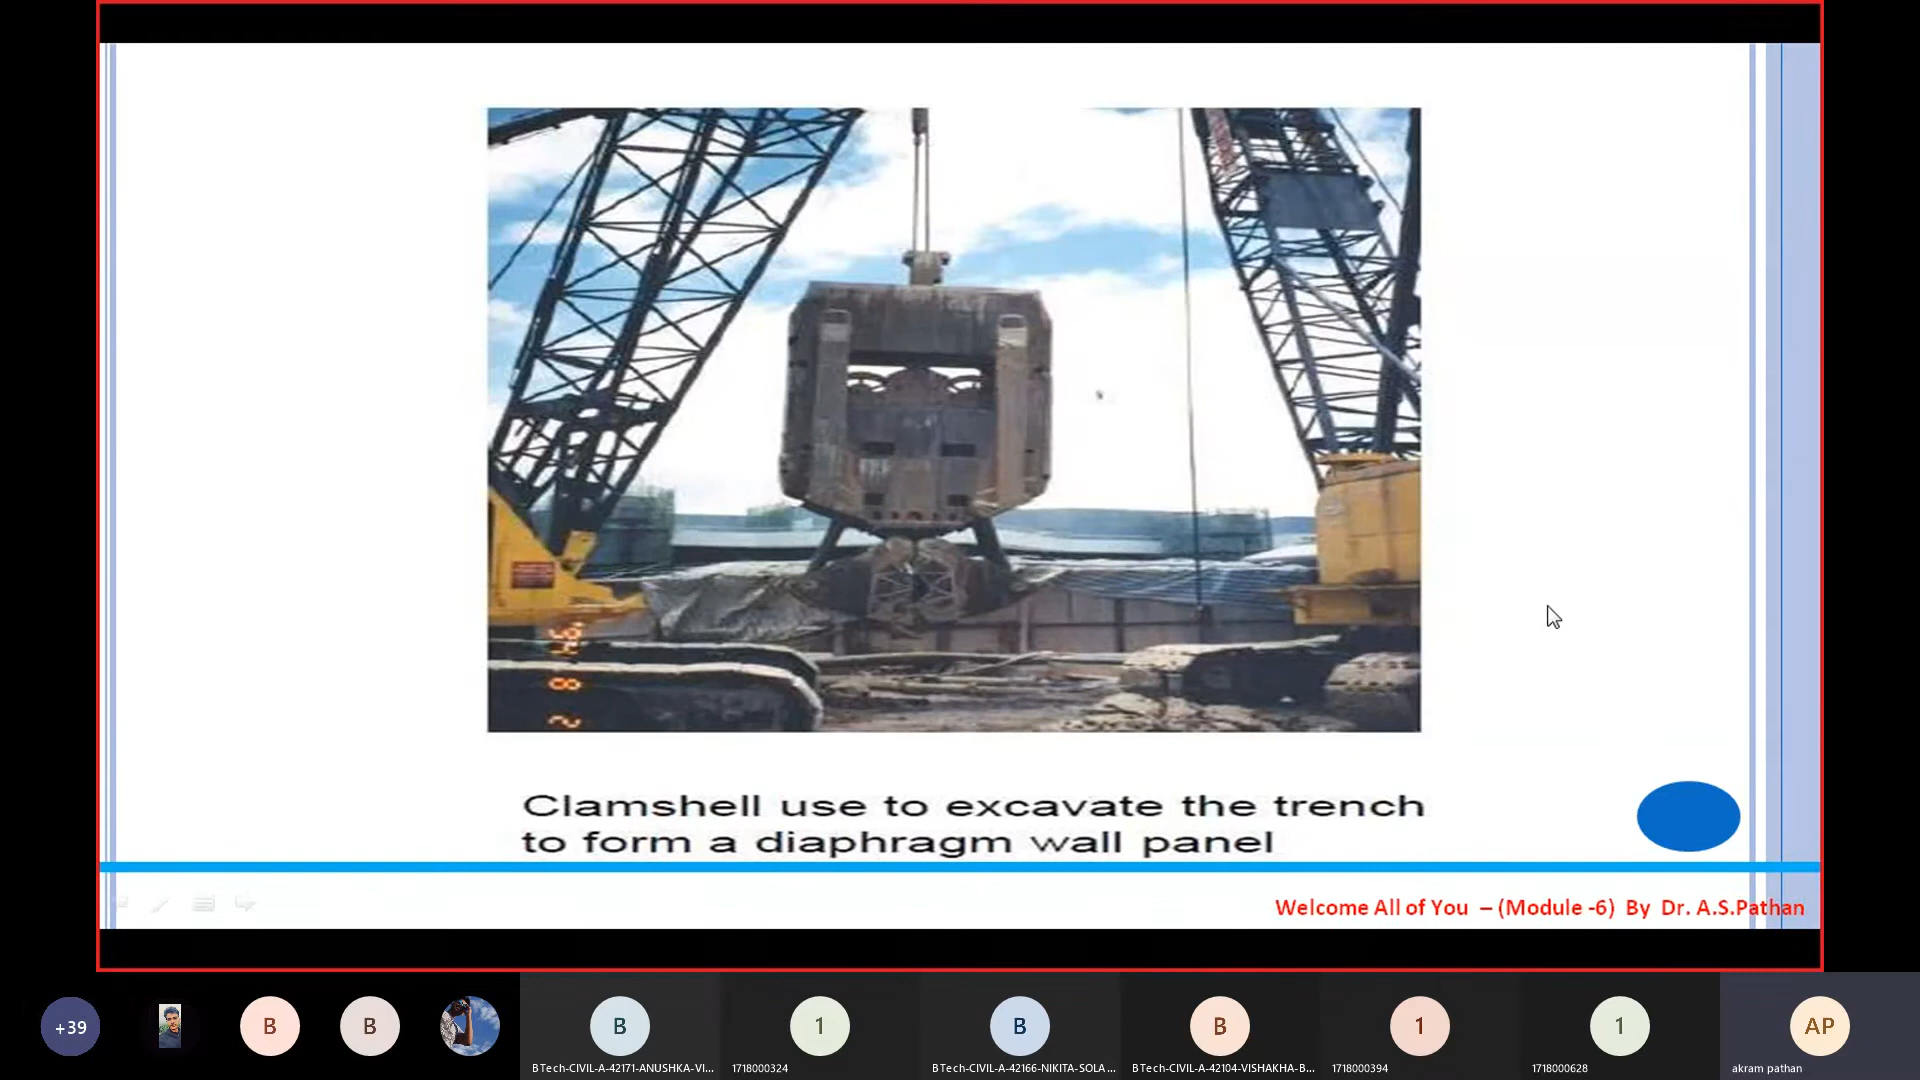 Clamshell use to excavate the trench
to form a diaphragm wall panel
Welcome All of You – (Module -6) By Dr. A.S.Pathan
+39
B
B
B
1
B
B
1
1
AP
BTech-CIVIL-A-42171-ANUSHKA-VI...
1718000324
BTech-CIVIL-A-42166-NIKITA-SOLA...
BTech-CIVIL-A-42104-VISHAKHA-B...
1718000394
1718000628
akram pathan